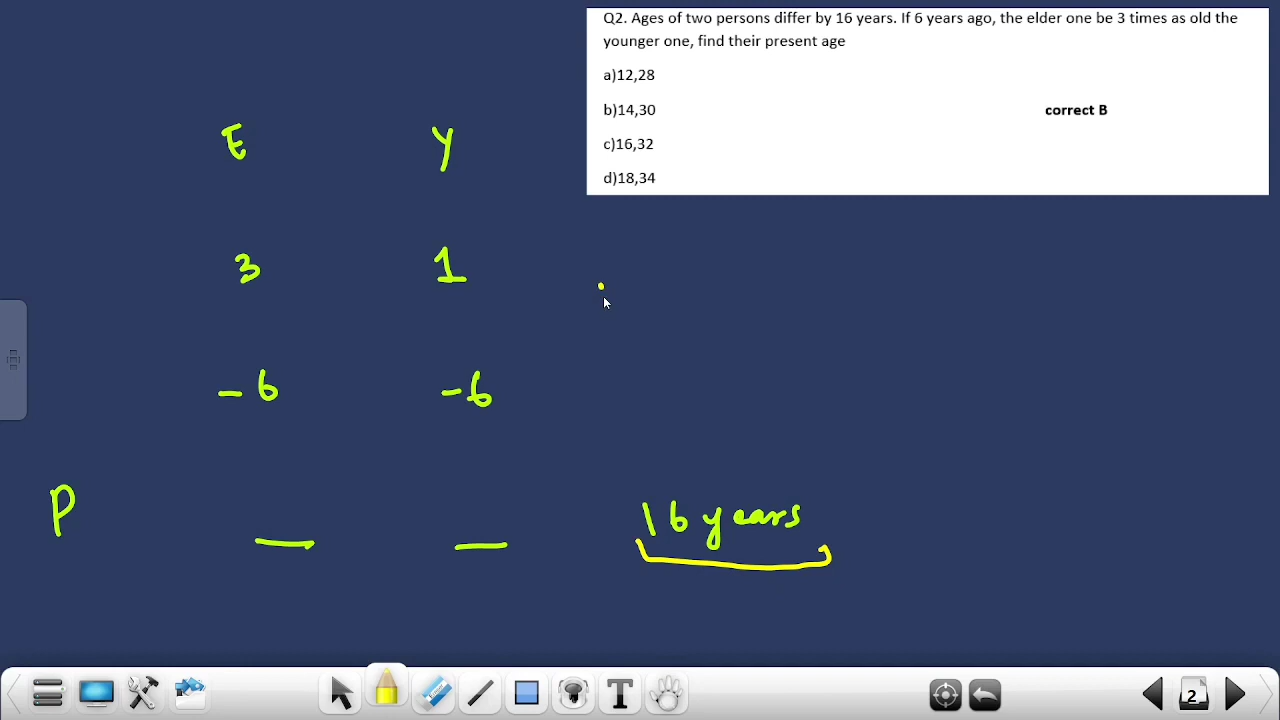 Q2. Ages of two persons differ by 16 years. If 6 years ago, the elder one be 3 times as old the
younger one, find their present age
a)12,28
b)14,30 correct B
c)16,32
d)18,34
E Y
3 1
- 6 -6
P 16 years
2
T